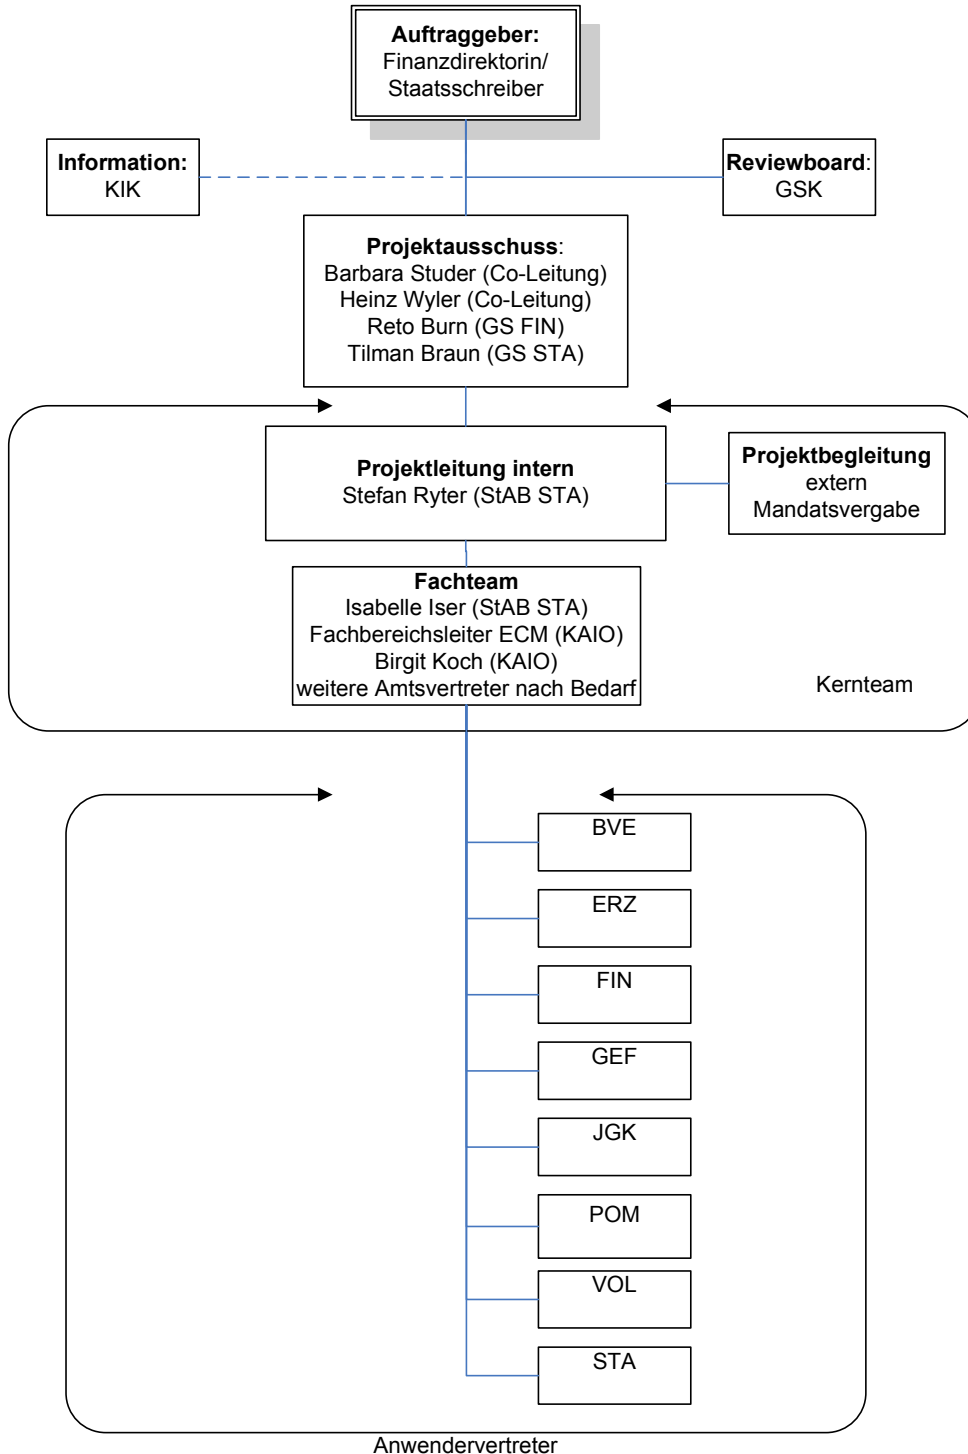 Auftraggeber:
Finanzdirektorin/
Staatsschreiber
Information:
KIK
Reviewboard:
GSK
Projektausschuss:
Barbara Studer (Co-Leitung)
Heinz Wyler (Co-Leitung)
Reto Burn (GS FIN)
Tilman Braun (GS STA)
Projektleitung intern
Stefan Ryter (StAB STA)
Projektbegleitung
extern
Mandatsvergabe
Fachteam
Isabelle Iser (StAB STA)
Fachbereichsleiter ECM (KAIO)
Birgit Koch (KAIO)
weitere Amtsvertreter nach Bedarf
Kernteam
BVE
ERZ
FIN
GEF
JGK
POM
VOL
STA
Anwendervertreter